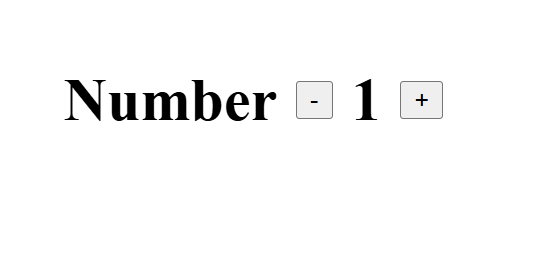 Number - 1 +